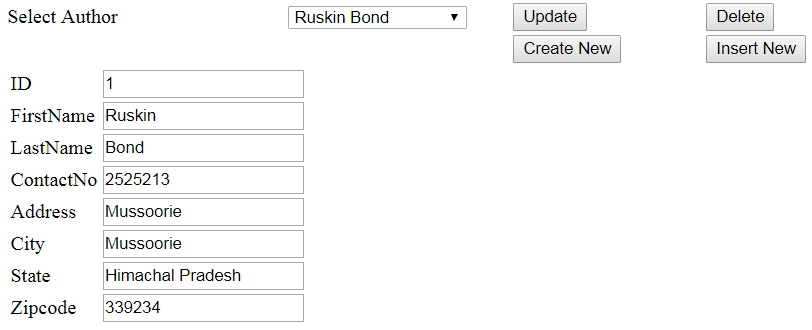 Select Author Ruskin Bond Update Delete
Create New Insert New
ID 1
FirstName Ruskin
LastName Bond
ContactNo 2525213
Address Mussoorie
City Mussoorie
State Himachal Pradesh
Zipcode 339234